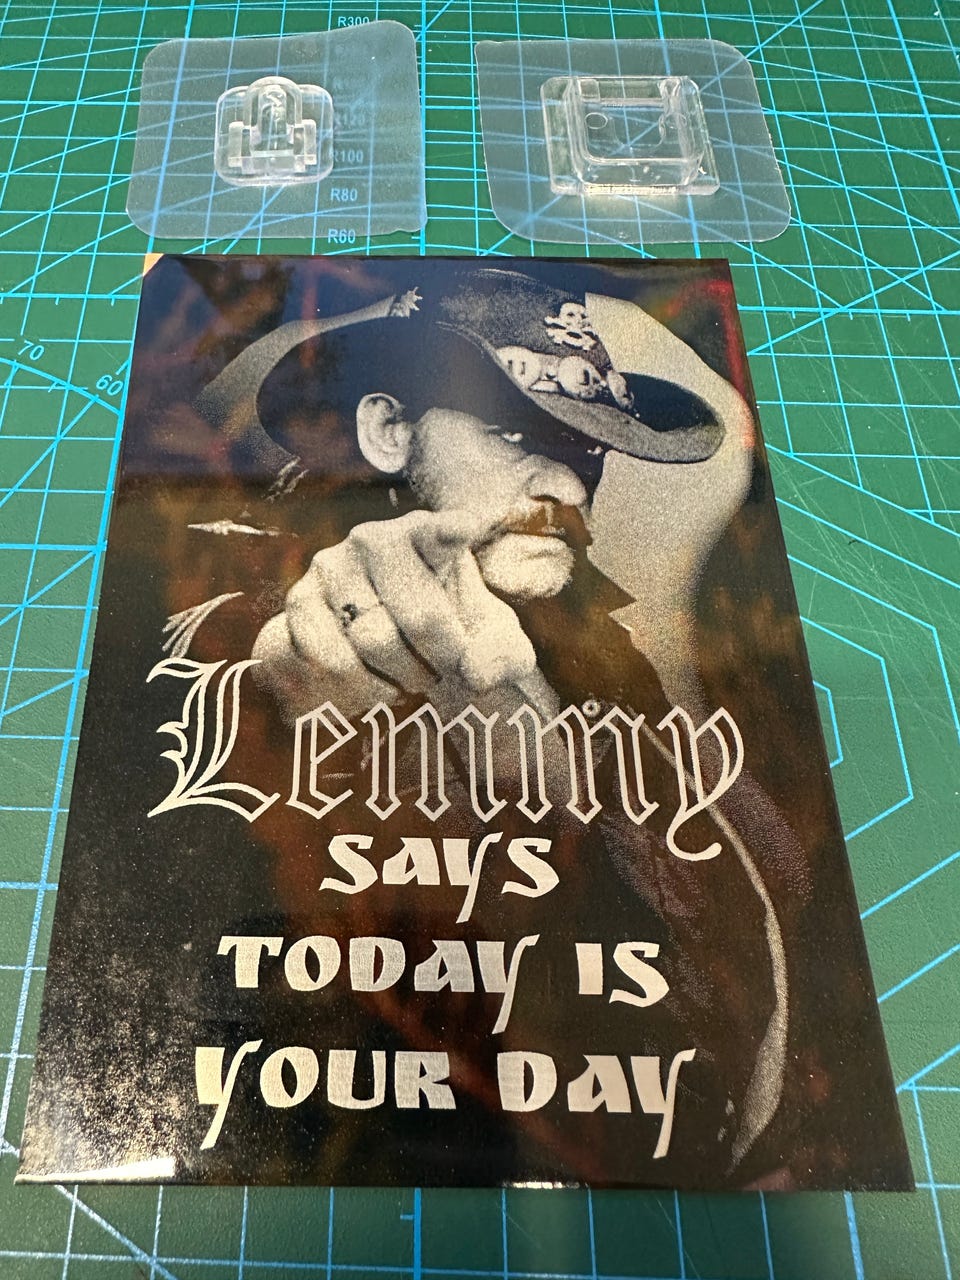 R300
R120
R100
R80
R60
70
60
Lemmy
says
today is
your day